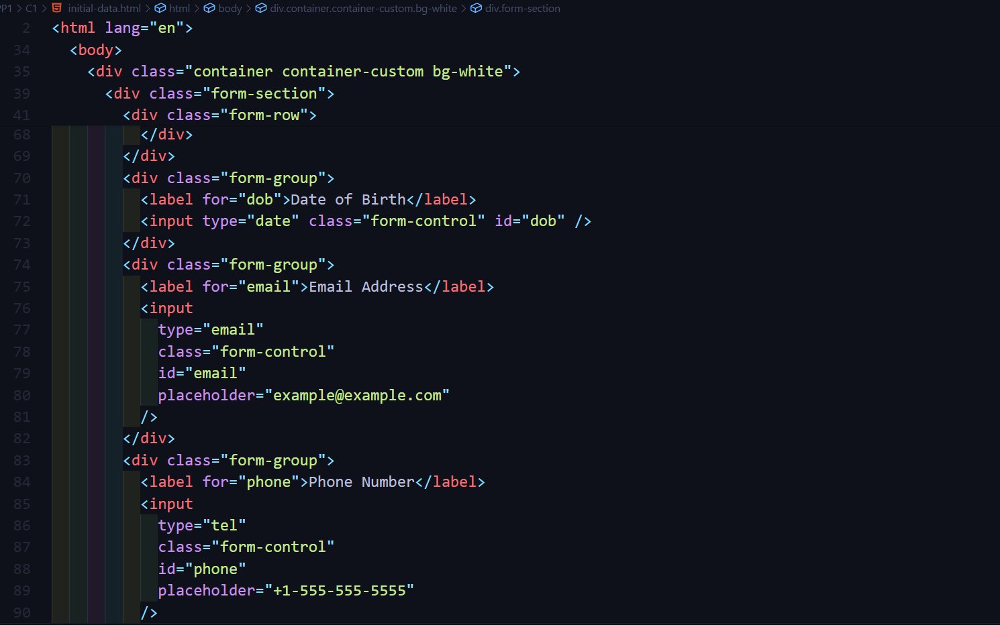 P1 > C1 > initial-data.html > html > body > div.container.container-custom.bg-white > div.form-section
2 <html lang="en">
34 <body>
35 <div class="container container-custom bg-white">
39 <div class="form-section">
41 <div class="form-row">
68 </div>
69 </div>
70 <div class="form-group">
71 <label for="dob">Date of Birth</label>
72 <input type="date" class="form-control" id="dob" />
73 </div>
74 <div class="form-group">
75 <label for="email">Email Address</label>
76 <input
77 type="email"
78 class="form-control"
79 id="email"
80 placeholder="example@example.com"
81 />
82 </div>
83 <div class="form-group">
84 <label for="phone">Phone Number</label>
85 <input
86 type="tel"
87 class="form-control"
88 id="phone"
89 placeholder="+1-555-555-5555"
90 />